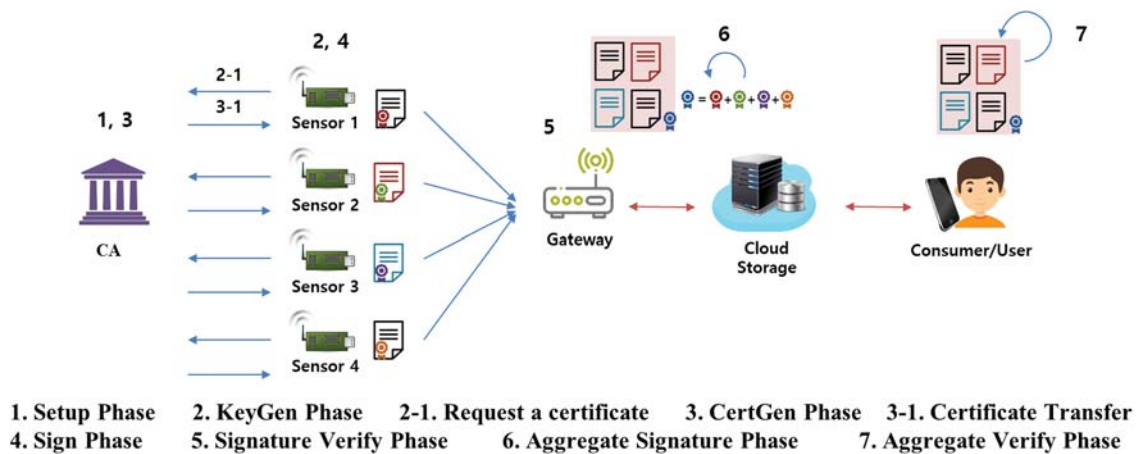 2, 4
6
7
2-1
3-1
Sensor 1
1, 3
5
= + + +
Sensor 2
CA
Gateway
Cloud
Storage
Consumer/User
Sensor 3
Sensor 4
1. Setup Phase 2. KeyGen Phase 2-1. Request a certificate 3. CertGen Phase 3-1. Certificate Transfer
4. Sign Phase 5. Signature Verify Phase 6. Aggregate Signature Phase 7. Aggregate Verify Phase